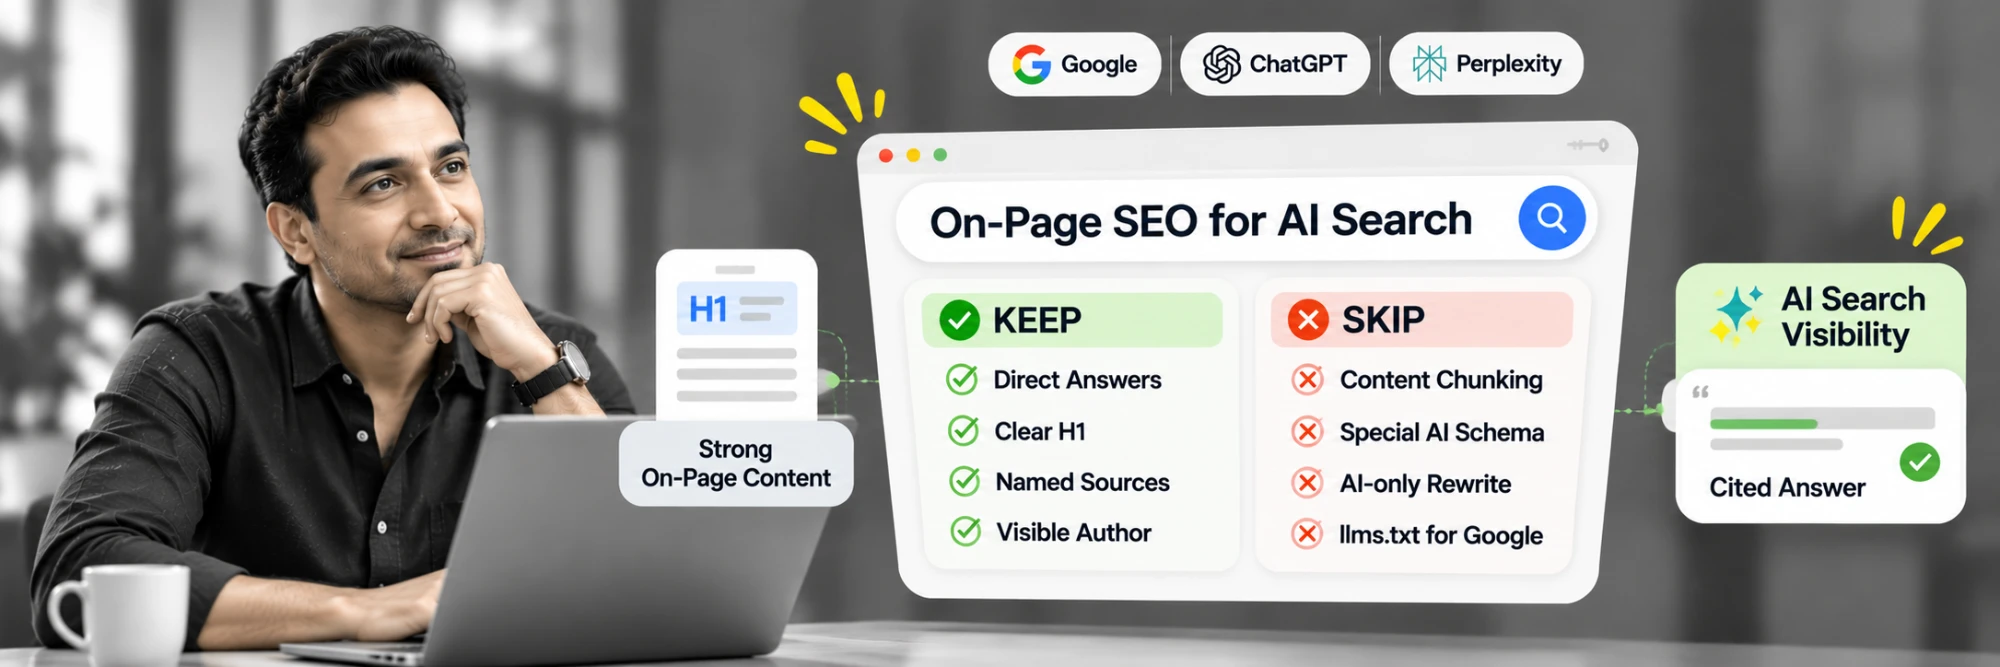 Google
ChatGPT
Perplexity
On-Page SEO for AI Search
H1
Strong
On-Page Content
KEEP
Direct Answers
Clear H1
Named Sources
Visible Author
SKIP
Content Chunking
Special AI Schema
AI-only Rewrite
llms.txt for Google
AI Search
Visibility
“
Cited Answer